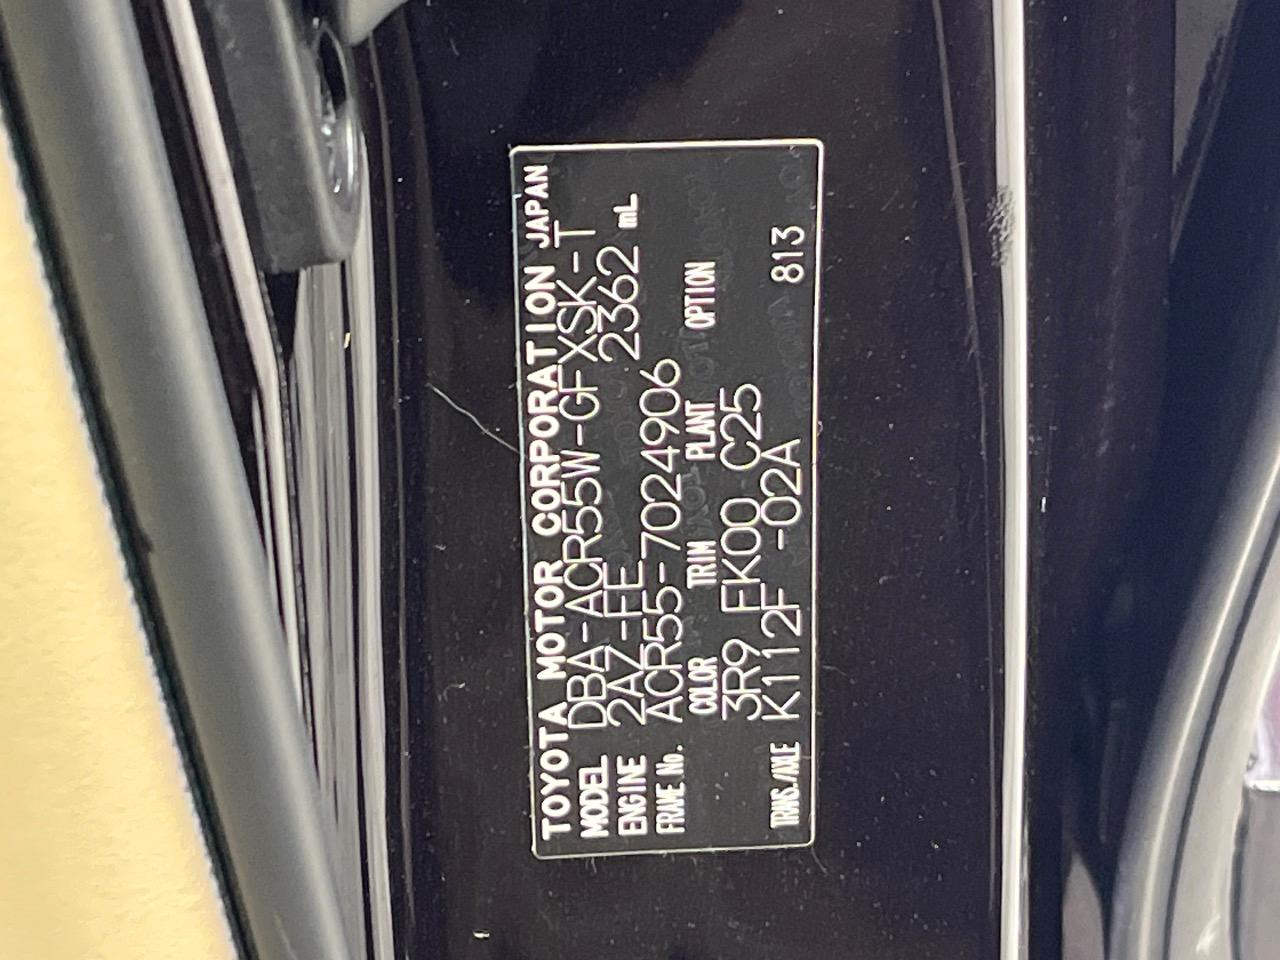 TOYOTA MOTOR CORPORATION JAPAN
MODEL DBA-ACR55W-GFXSK-T
ENGINE 2AZ-FE 2362 mL
FRAME No. ACR55-7024906
COLOR TRIM PLANT OPTION
3R9 FK00 C25
TRANS./AXLE K112F -02A 813